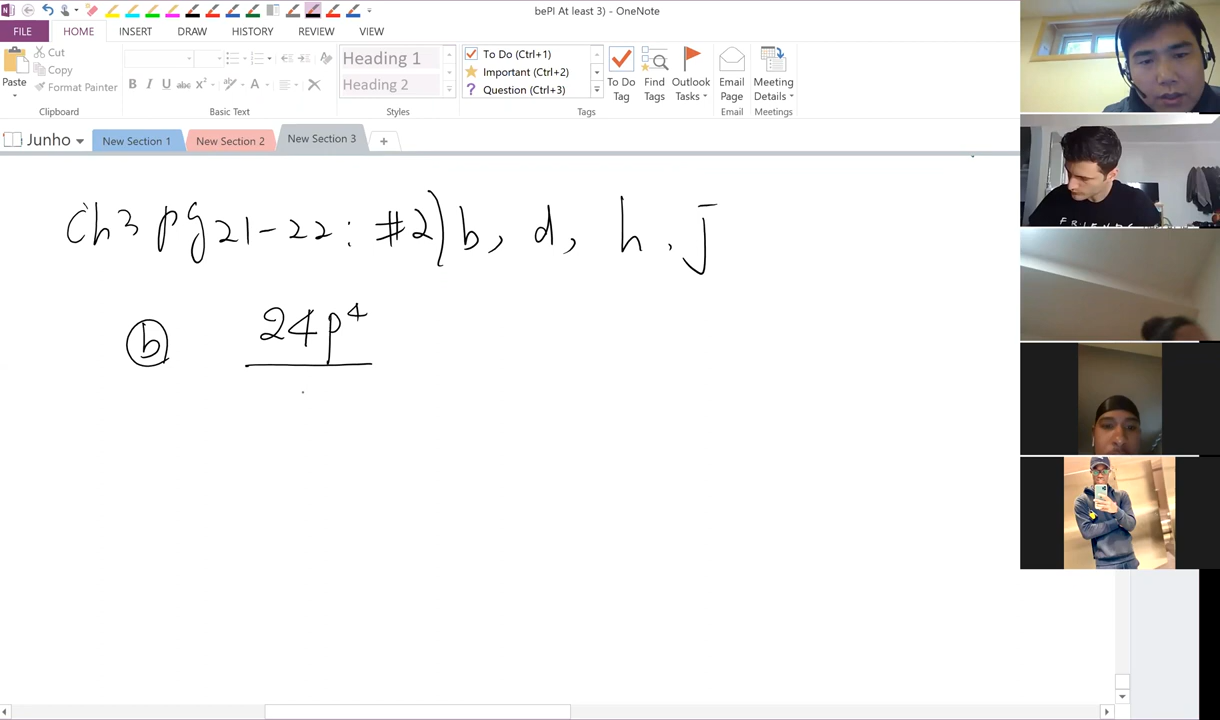 bePI At least 3) - OneNote
FILE HOME INSERT DRAW HISTORY REVIEW VIEW
Cut
Copy
Format Painter
Paste
Clipboard
B I U abc x² A
Basic Text
Heading 1
Heading 2
Styles
To Do (Ctrl+1)
Important (Ctrl+2)
Question (Ctrl+3)
To Do Tag
Find Tags
Outlook Tasks
Tags
Email Page
Email
Meeting Details
Meetings
Junho New Section 1 New Section 2 New Section 3 +
Ch3 pg 21-22: #2) b, d, h, j
b 24p⁴
FRIENDS